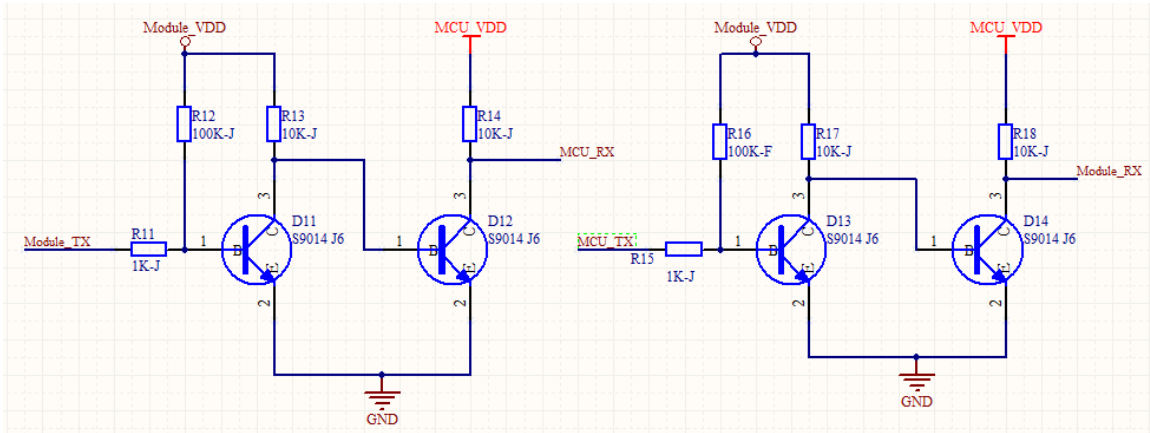 Module_VDD
MCU_VDD
R12
100K-J
R13
10K-J
R14
10K-J
MCU_RX
3
3
D11
S9014 J6
D12
S9014 J6
Module_TX
R11
1K-J
1
B
C
E
1
B
C
E
2
2
GND
Module_VDD
MCU_VDD
R16
100K-F
R17
10K-J
R18
10K-J
Module_RX
3
3
D13
S9014 J6
D14
S9014 J6
MCU_TX
R15
1K-J
1
B
C
E
1
B
C
E
2
2
GND